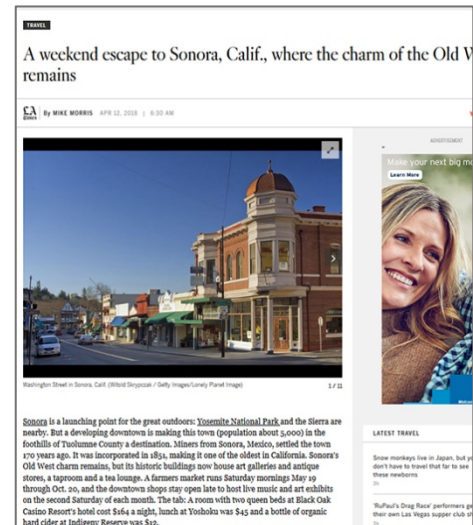 TRAVEL
A weekend escape to Sonora, Calif., where the charm of the Old
remains
LA Times
By MIKE MORRIS APR 12, 2018 | 8:30 AM
ADVERTISEMENT
Make your next big
Learn More
Washington Street in Sonora, Calif. (Witold Skrypczak / Getty Images/Lonely Planet Image)
1 / 11
Sonora is a launching point for the great outdoors: Yosemite National Park and the Sierra are
nearby. But a developing downtown is making this town (population about 5,000) in the
foothills of Tuolumne County a destination. Miners from Sonora, Mexico, settled the town
170 years ago. It was incorporated in 1851, making it one of the oldest in California. Sonora's
Old West charm remains, but its historic buildings now house art galleries and antique
stores, a taproom and a tea lounge. A farmers market runs Saturday mornings May 19
through Oct. 20, and the downtown shops stay open late to host live music and art exhibits
on the second Saturday of each month. The tab: A room with two queen beds at Black Oak
Casino Resort's hotel cost $164 a night, lunch at Yoshoku was $45 and a bottle of organic
hard cider at Indigeny Reserve was $12.
LATEST TRAVEL
Snow monkeys live in Japan, but
don't have to travel that far to see
these newborns
'RuPaul's Drag Race' performers
their own Las Vegas supper club